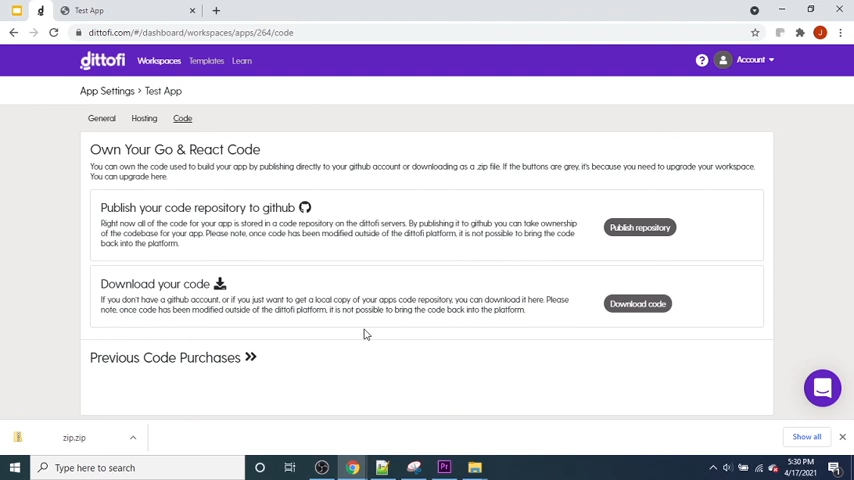 Test App
dittofi.com/#/dashboard/workspaces/apps/264/code
J
dittofi Workspaces Templates Learn ? Account
App Settings > Test App
General Hosting Code
Own Your Go & React Code
You can own the code used to build your app by publishing directly to your github account or downloading as a .zip file. If the buttons are grey, it's because you need to upgrade your workspace.
You can upgrade here.
Publish your code repository to github
Right now all of the code for your app is stored in a code repository on the dittofi servers. By publishing it to github you can take ownership
of the codebase for your app. Please note, once code has been modified outside of the dittofi platform, it is not possible to bring the code
back into the platform.
Publish repository
Download your code
If you don't have a github account, or if you just want to get a local copy of your apps code repository, you can download it here. Please
note, once code has been modified outside of the dittofi platform, it is not possible to bring the code back into the platform.
Download code
Previous Code Purchases
zip.zip
Show all
Type here to search
Pr
5:30 PM
4/17/2021